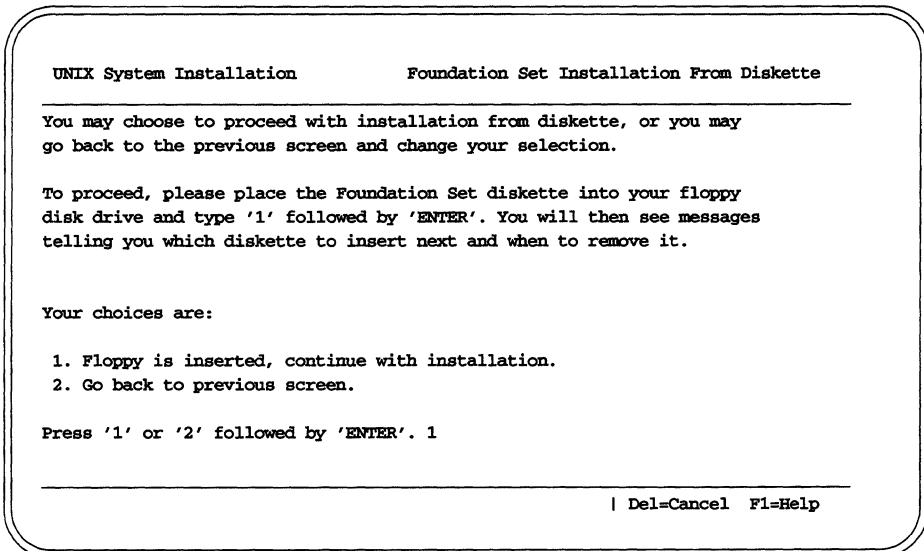 UNIX System Installation Foundation Set Installation From Diskette
You may choose to proceed with installation from diskette, or you may
go back to the previous screen and change your selection.
To proceed, please place the Foundation Set diskette into your floppy
disk drive and type '1' followed by 'ENTER'. You will then see messages
telling you which diskette to insert next and when to remove it.
Your choices are:
1. Floppy is inserted, continue with installation.
2. Go back to previous screen.
Press '1' or '2' followed by 'ENTER'. 1
| Del=Cancel F1=Help